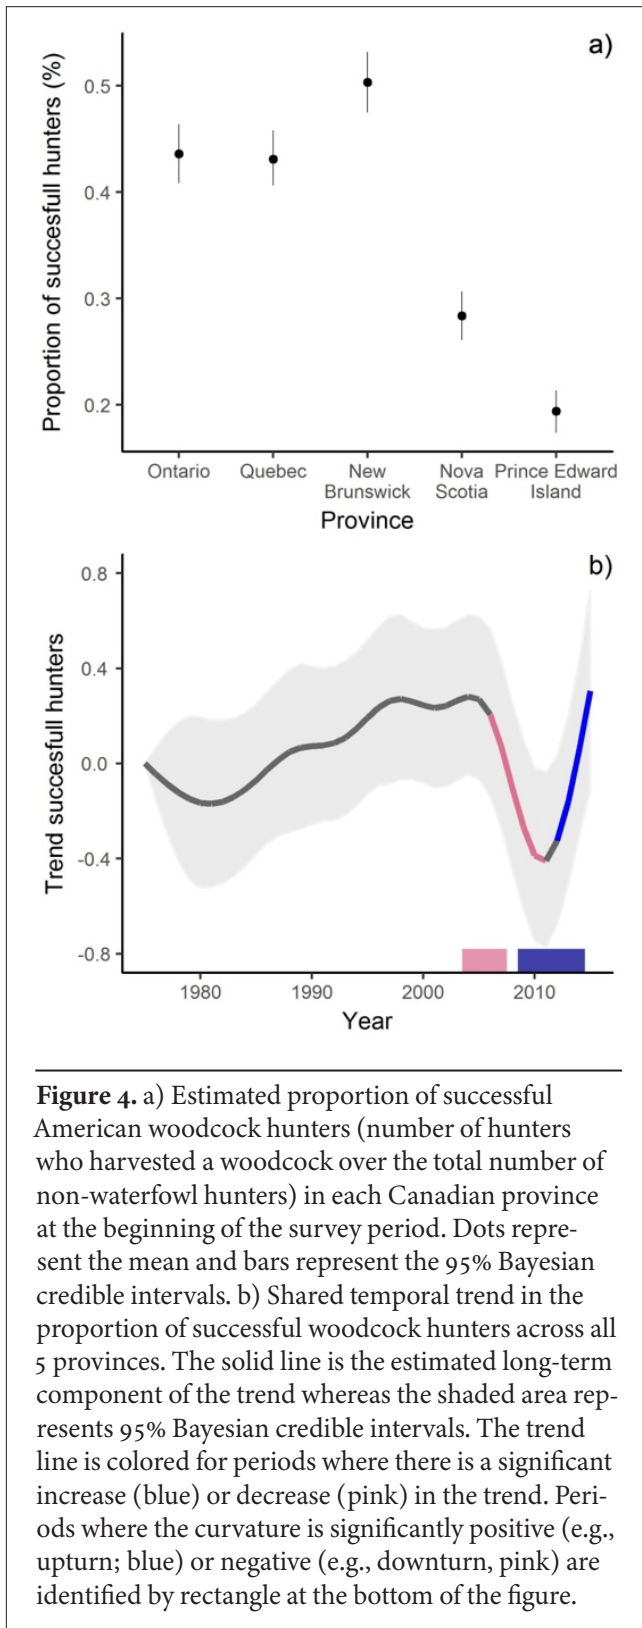 a)
Proportion of succesfull hunters (%)
0.5
0.4
0.3
0.2
Ontario
Quebec
New
Brunswick
Nova
Scotia
Prince Edward
Island
Province
b)
Trend succesfull hunters
0.8
0.4
0.0
-0.4
-0.8
1980
1990
2000
2010
Year
Figure 4. a) Estimated proportion of successful
American woodcock hunters (number of hunters
who harvested a woodcock over the total number of
non-waterfowl hunters) in each Canadian province
at the beginning of the survey period. Dots repre-
sent the mean and bars represent the 95% Bayesian
credible intervals. b) Shared temporal trend in the
proportion of successful woodcock hunters across all
5 provinces. The solid line is the estimated long-term
component of the trend whereas the shaded area rep-
resents 95% Bayesian credible intervals. The trend
line is colored for periods where there is a significant
increase (blue) or decrease (pink) in the trend. Peri-
ods where the curvature is significantly positive (e.g.,
upturn; blue) or negative (e.g., downturn, pink) are
identified by rectangle at the bottom of the figure.